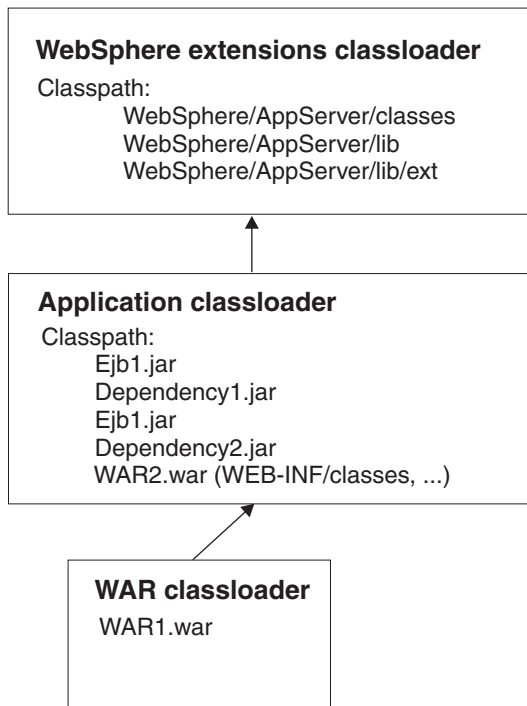 WebSphere extensions classloader
Classpath:
WebSphere/AppServer/classes
WebSphere/AppServer/lib
WebSphere/AppServer/lib/ext
Application classloader
Classpath:
Ejb1.jar
Dependency1.jar
Ejb1.jar
Dependency2.jar
WAR2.war (WEB-INF/classes, ...)
WAR classloader
WAR1.war